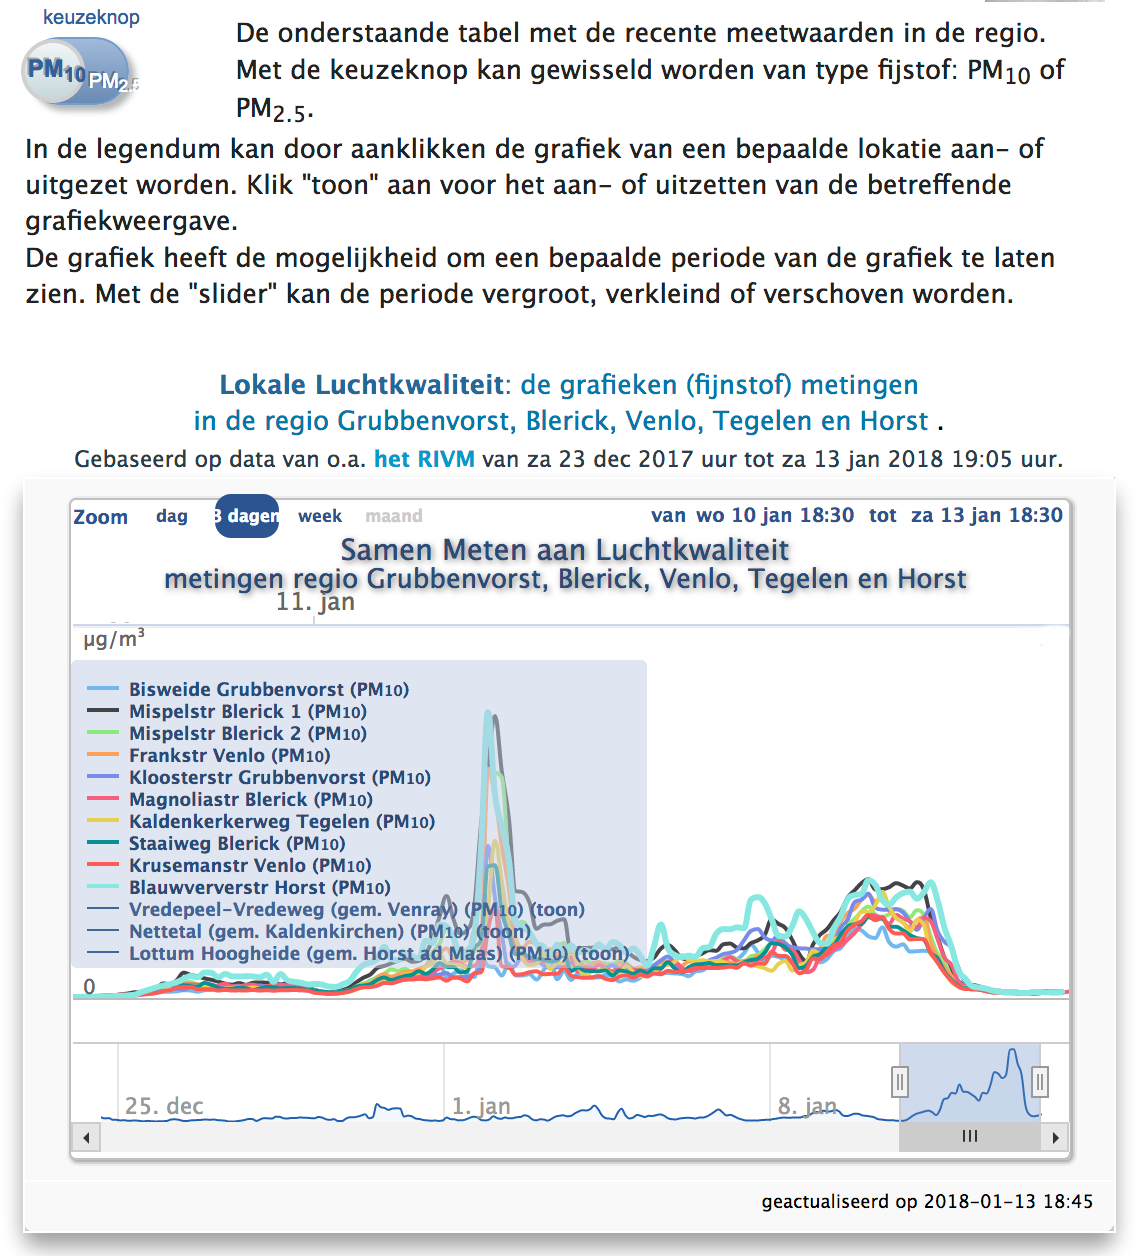 keuzeknop
PM10 PM2.5
De onderstaande tabel met de recente meetwaarden in de regio.
Met de keuzeknop kan gewisseld worden van type fijstof: PM10 of
PM2.5.
In de legendum kan door aanklikken de grafiek van een bepaalde lokatie aan- of
uitgezet worden. Klik "toon" aan voor het aan- of uitzetten van de betreffende
grafiekweergave.
De grafiek heeft de mogelijkheid om een bepaalde periode van de grafiek te laten
zien. Met de "slider" kan de periode vergroot, verkleind of verschoven worden.
Lokale Luchtkwaliteit: de grafieken (fijnstof) metingen
in de regio Grubbenvorst, Blerick, Venlo, Tegelen en Horst .
Gebaseerd op data van o.a. het RIVM van za 23 dec 2017 uur tot za 13 jan 2018 19:05 uur.
Zoom dag 3 dagen week maand van wo 10 jan 18:30 tot za 13 jan 18:30
Samen Meten aan Luchtkwaliteit
metingen regio Grubbenvorst, Blerick, Venlo, Tegelen en Horst
11. jan
µg/m³
Bisweide Grubbenvorst (PM10)
Mispelstr Blerick 1 (PM10)
Mispelstr Blerick 2 (PM10)
Frankstr Venlo (PM10)
Kloosterstr Grubbenvorst (PM10)
Magnoliastr Blerick (PM10)
Kaldenkerkerweg Tegelen (PM10)
Staaiweg Blerick (PM10)
Krusemanstr Venlo (PM10)
Blauwververstr Horst (PM10)
Vredepeel-Vredeweg (gem. Venray) (PM10) (toon)
Nettetal (gem. Kaldenkirchen) (PM10) (toon)
Lottum Hoogheide (gem. Horst ad Maas) (PM10) (toon)
0
25. dec 1. jan 8. jan
geactualiseerd op 2018-01-13 18:45